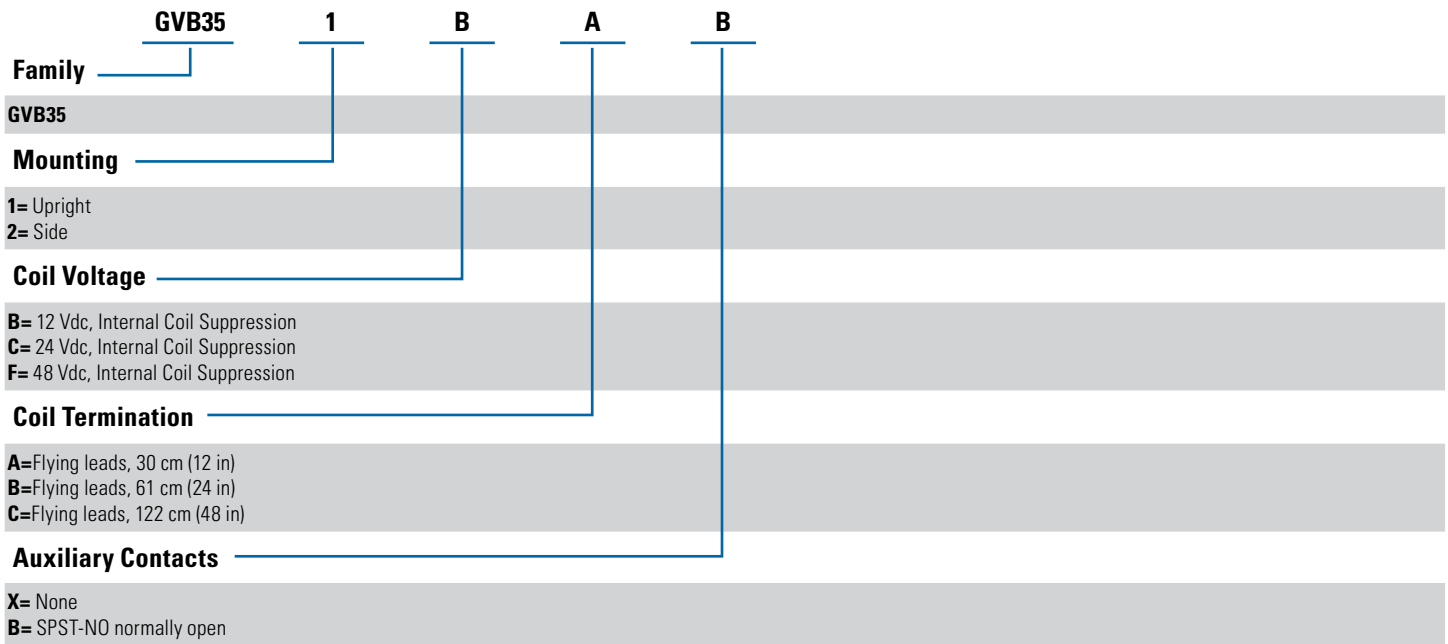 GVB35 1 B A B
Family
GVB35
Mounting
1= Upright
2= Side
Coil Voltage
B= 12 Vdc, Internal Coil Suppression
C= 24 Vdc, Internal Coil Suppression
F= 48 Vdc, Internal Coil Suppression
Coil Termination
A=Flying leads, 30 cm (12 in)
B=Flying leads, 61 cm (24 in)
C=Flying leads, 122 cm (48 in)
Auxiliary Contacts
X= None
B= SPST-NO normally open